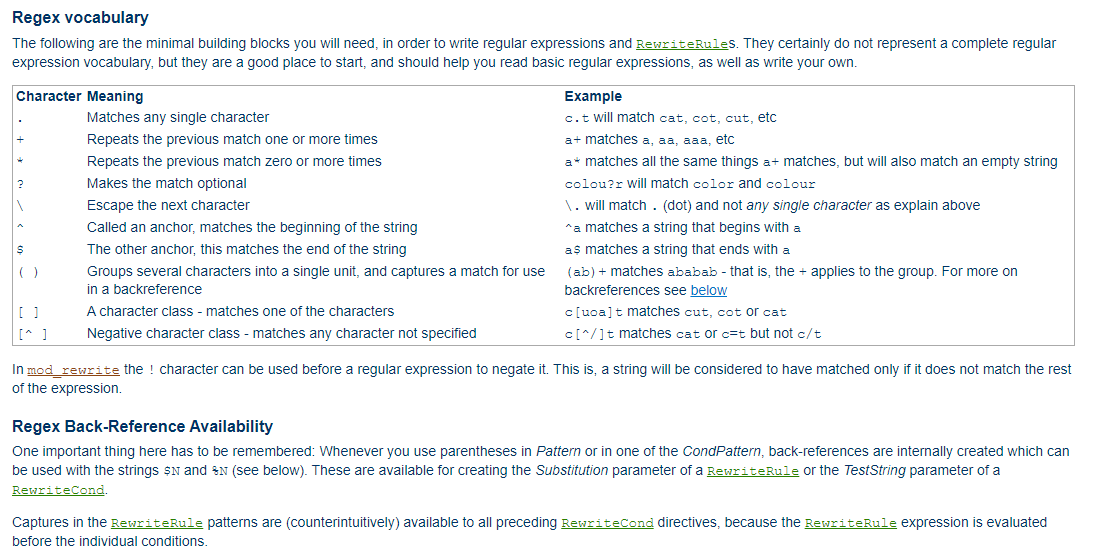 Regex vocabulary
The following are the minimal building blocks you will need, in order to write regular expressions and RewriteRules. They certainly do not represent a complete regular
expression vocabulary, but they are a good place to start, and should help you read basic regular expressions, as well as write your own.
Character Meaning Example
. Matches any single character c.t will match cat, cot, cut, etc
+ Repeats the previous match one or more times a+ matches a, aa, aaa, etc
* Repeats the previous match zero or more times a* matches all the same things a+ matches, but will also match an empty string
? Makes the match optional colou?r will match color and colour
\ Escape the next character \. will match . (dot) and not any single character as explain above
^ Called an anchor, matches the beginning of the string ^a matches a string that begins with a
$ The other anchor, this matches the end of the string a$ matches a string that ends with a
( ) Groups several characters into a single unit, and captures a match for use (ab)+ matches ababab - that is, the + applies to the group. For more on
in a backreference backreferences see below
[ ] A character class - matches one of the characters c[uoa]t matches cut, cot or cat
[^ ] Negative character class - matches any character not specified c[^/]t matches cat or c=t but not c/t
In mod_rewrite the ! character can be used before a regular expression to negate it. This is, a string will be considered to have matched only if it does not match the rest
of the expression.
Regex Back-Reference Availability
One important thing here has to be remembered: Whenever you use parentheses in Pattern or in one of the CondPattern, back-references are internally created which can
be used with the strings $N and %N (see below). These are available for creating the Substitution parameter of a RewriteRule or the TestString parameter of a
RewriteCond.
Captures in the RewriteRule patterns are (counterintuitively) available to all preceding RewriteCond directives, because the RewriteRule expression is evaluated
before the individual conditions.